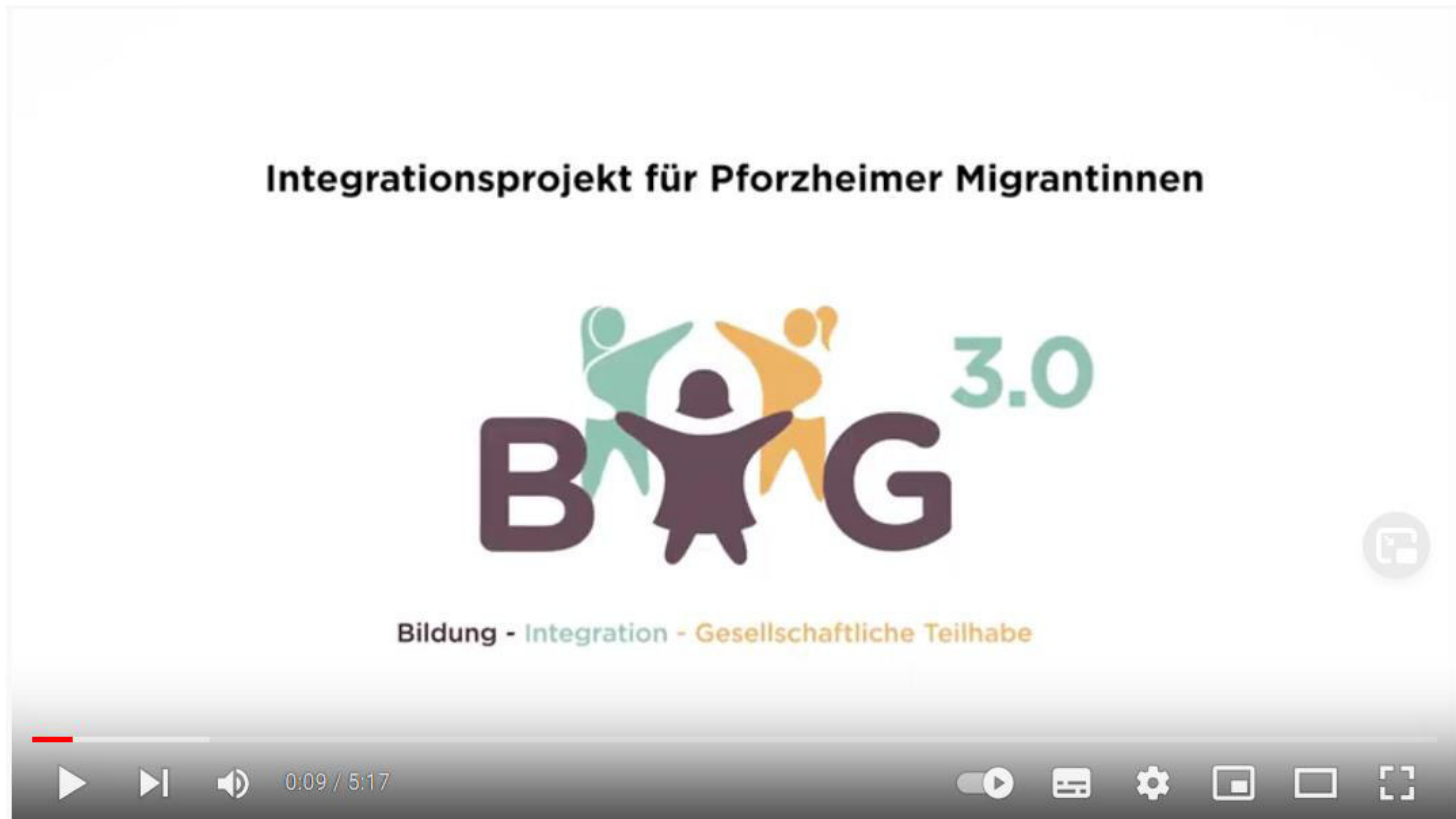 Integrationsprojekt für Pforzheimer Migrantinnen
3.0
BIG
Bildung - Integration - Gesellschaftliche Teilhabe
0:09 / 5:17